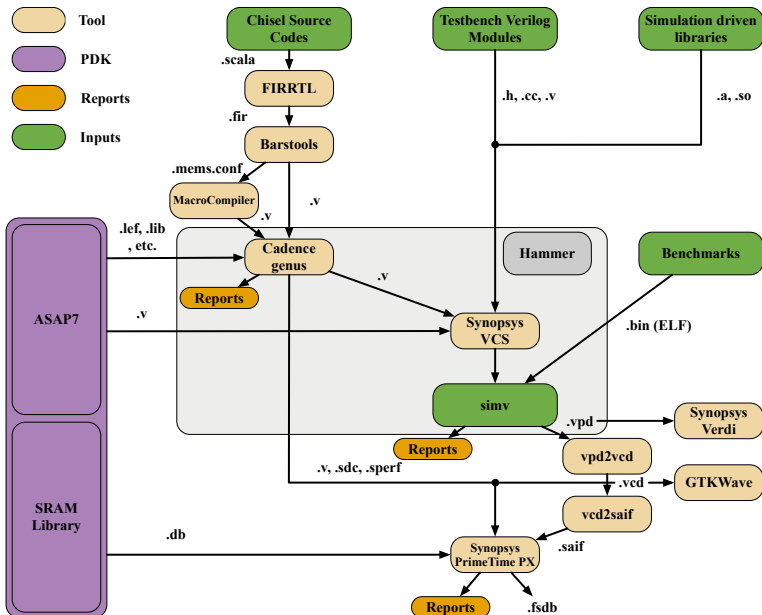 Tool
PDK
Reports
Inputs
Chisel Source
Codes
Testbench Verilog
Modules
Simulation driven
libraries
.scala
FIRRTL
.h, .cc, .v
.a, .so
.fir
Barstools
.mems.conf
MacroCompiler
.v
.v
.lef, .lib
, etc.
Cadence
genus
Hammer
Benchmarks
.v
Reports
ASAP7
.v
Synopsys
VCS
.bin (ELF)
simv
.vpd
Synopsys
Verdi
Reports
vpd2vcd
.v, .sdc, .sperf
.vcd
GTKWave
SRAM
Library
vcd2saif
.db
.saif
Synopsys
PrimeTime PX
Reports
.fsdb